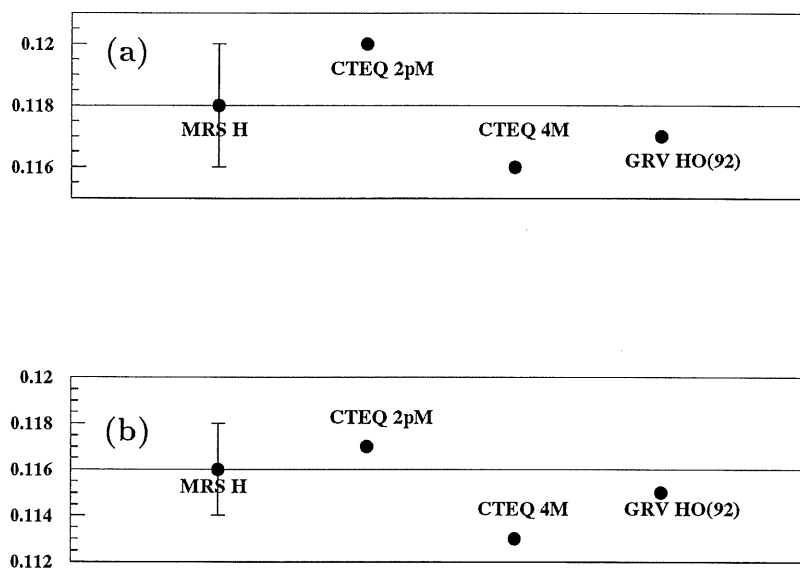 0.12
(a)
CTEQ 2pM
0.118
MRS H
CTEQ 4M
0.116
GRV HO(92)
0.12
0.118
CTEQ 2pM
(b)
0.116
MRS H
0.114
CTEQ 4M
GRV HO(92)
0.112